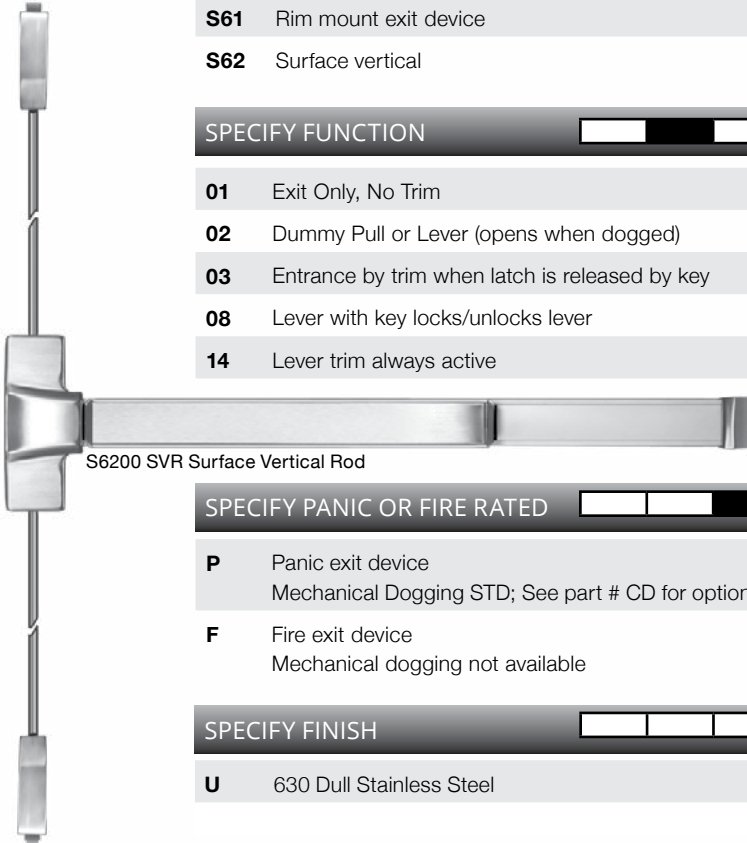 S61 Rim mount exit device
S62 Surface vertical
SPECIFY FUNCTION
01 Exit Only, No Trim
02 Dummy Pull or Lever (opens when dogged)
03 Entrance by trim when latch is released by key
08 Lever with key locks/unlocks lever
14 Lever trim always active
S6200 SVR Surface Vertical Rod
SPECIFY PANIC OR FIRE RATED
P Panic exit device
Mechanical Dogging STD; See part # CD for option
F Fire exit device
Mechanical dogging not available
SPECIFY FINISH
U 630 Dull Stainless Steel